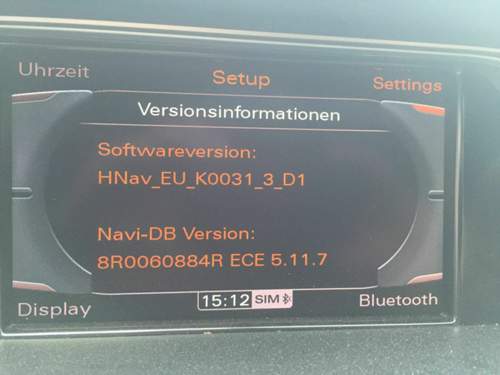 Uhrzeit
Setup
Settings
Versionsinformationen
Softwareversion:
HNav_EU_K0031_3_D1
Navi-DB Version:
8R0060884R ECE 5.11.7
Display
15:12 SIM
Bluetooth